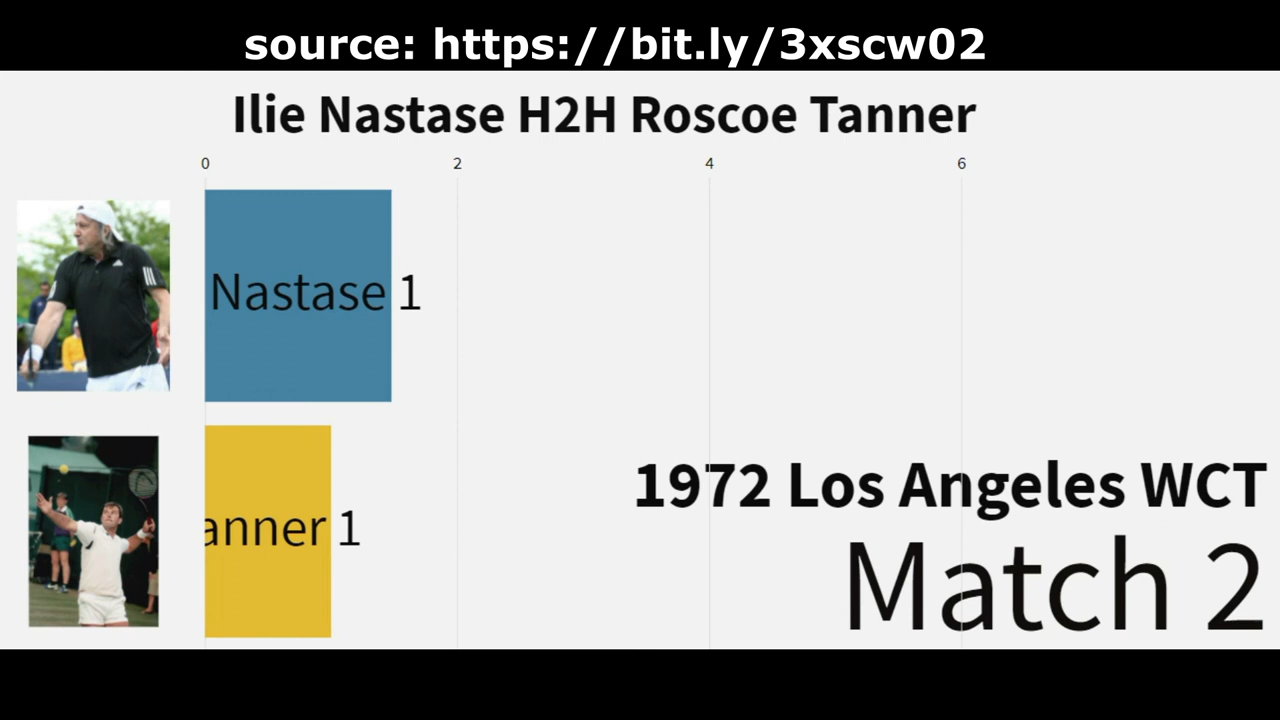 source: https://bit.ly/3xscw02
Ilie Nastase H2H Roscoe Tanner
0 2 4 6
Nastase 1
anner 1
1972 Los Angeles WCT
Match 2